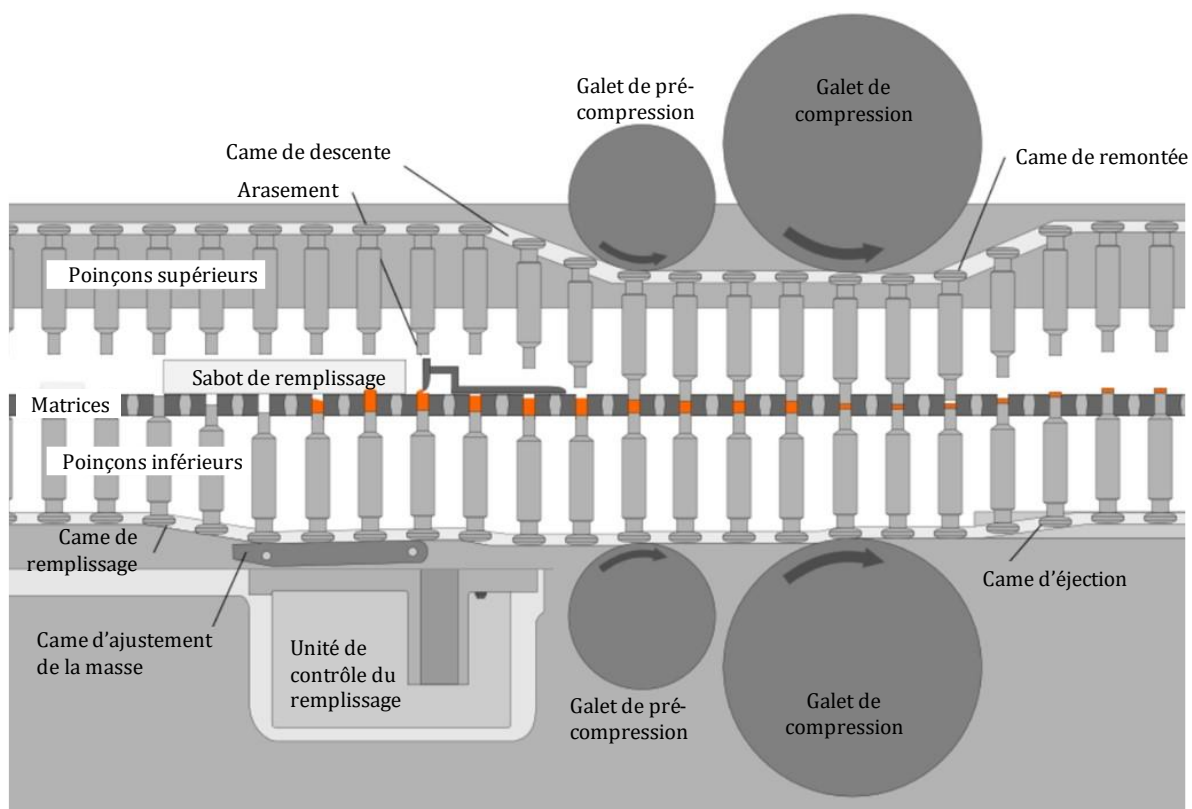 Galet de pré-
compression
Galet de
compression
Came de descente
Arasement
Came de remontée
Poinçons supérieurs
Sabot de remplissage
Matrices
Poinçons inférieurs
Came de
remplissage
Came d'éjection
Came d'ajustement
de la masse
Unité de
contrôle du
remplissage
Galet de pré-
compression
Galet de
compression